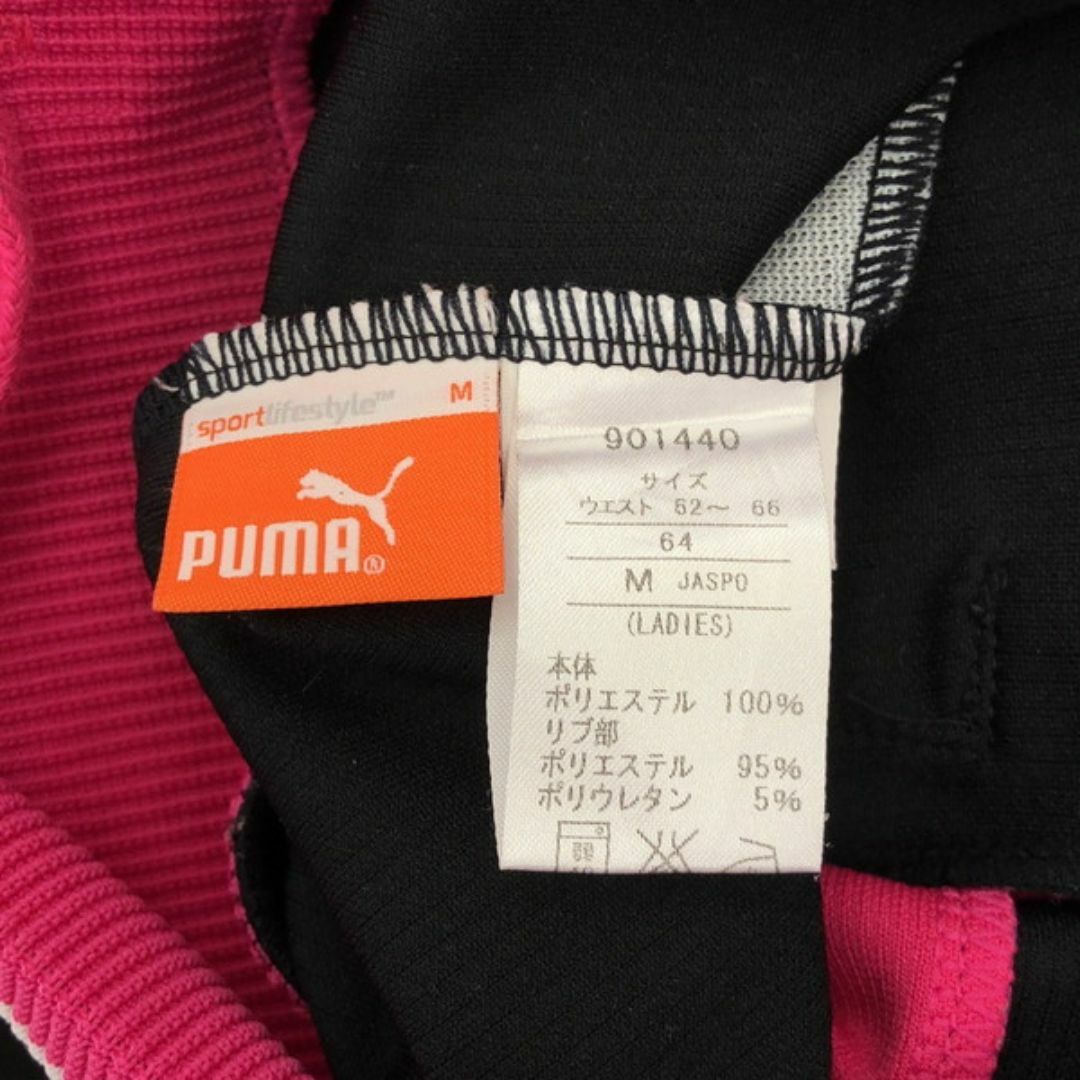 sportlifestyle™ M
PUMA®
901440
サイズ
ウエスト 52～ 66
64
M JASPO
(LADIES)
本体
ポリエステル 100%
リブ部
ポリエステル 95%
ポリウレタン 5%
弱